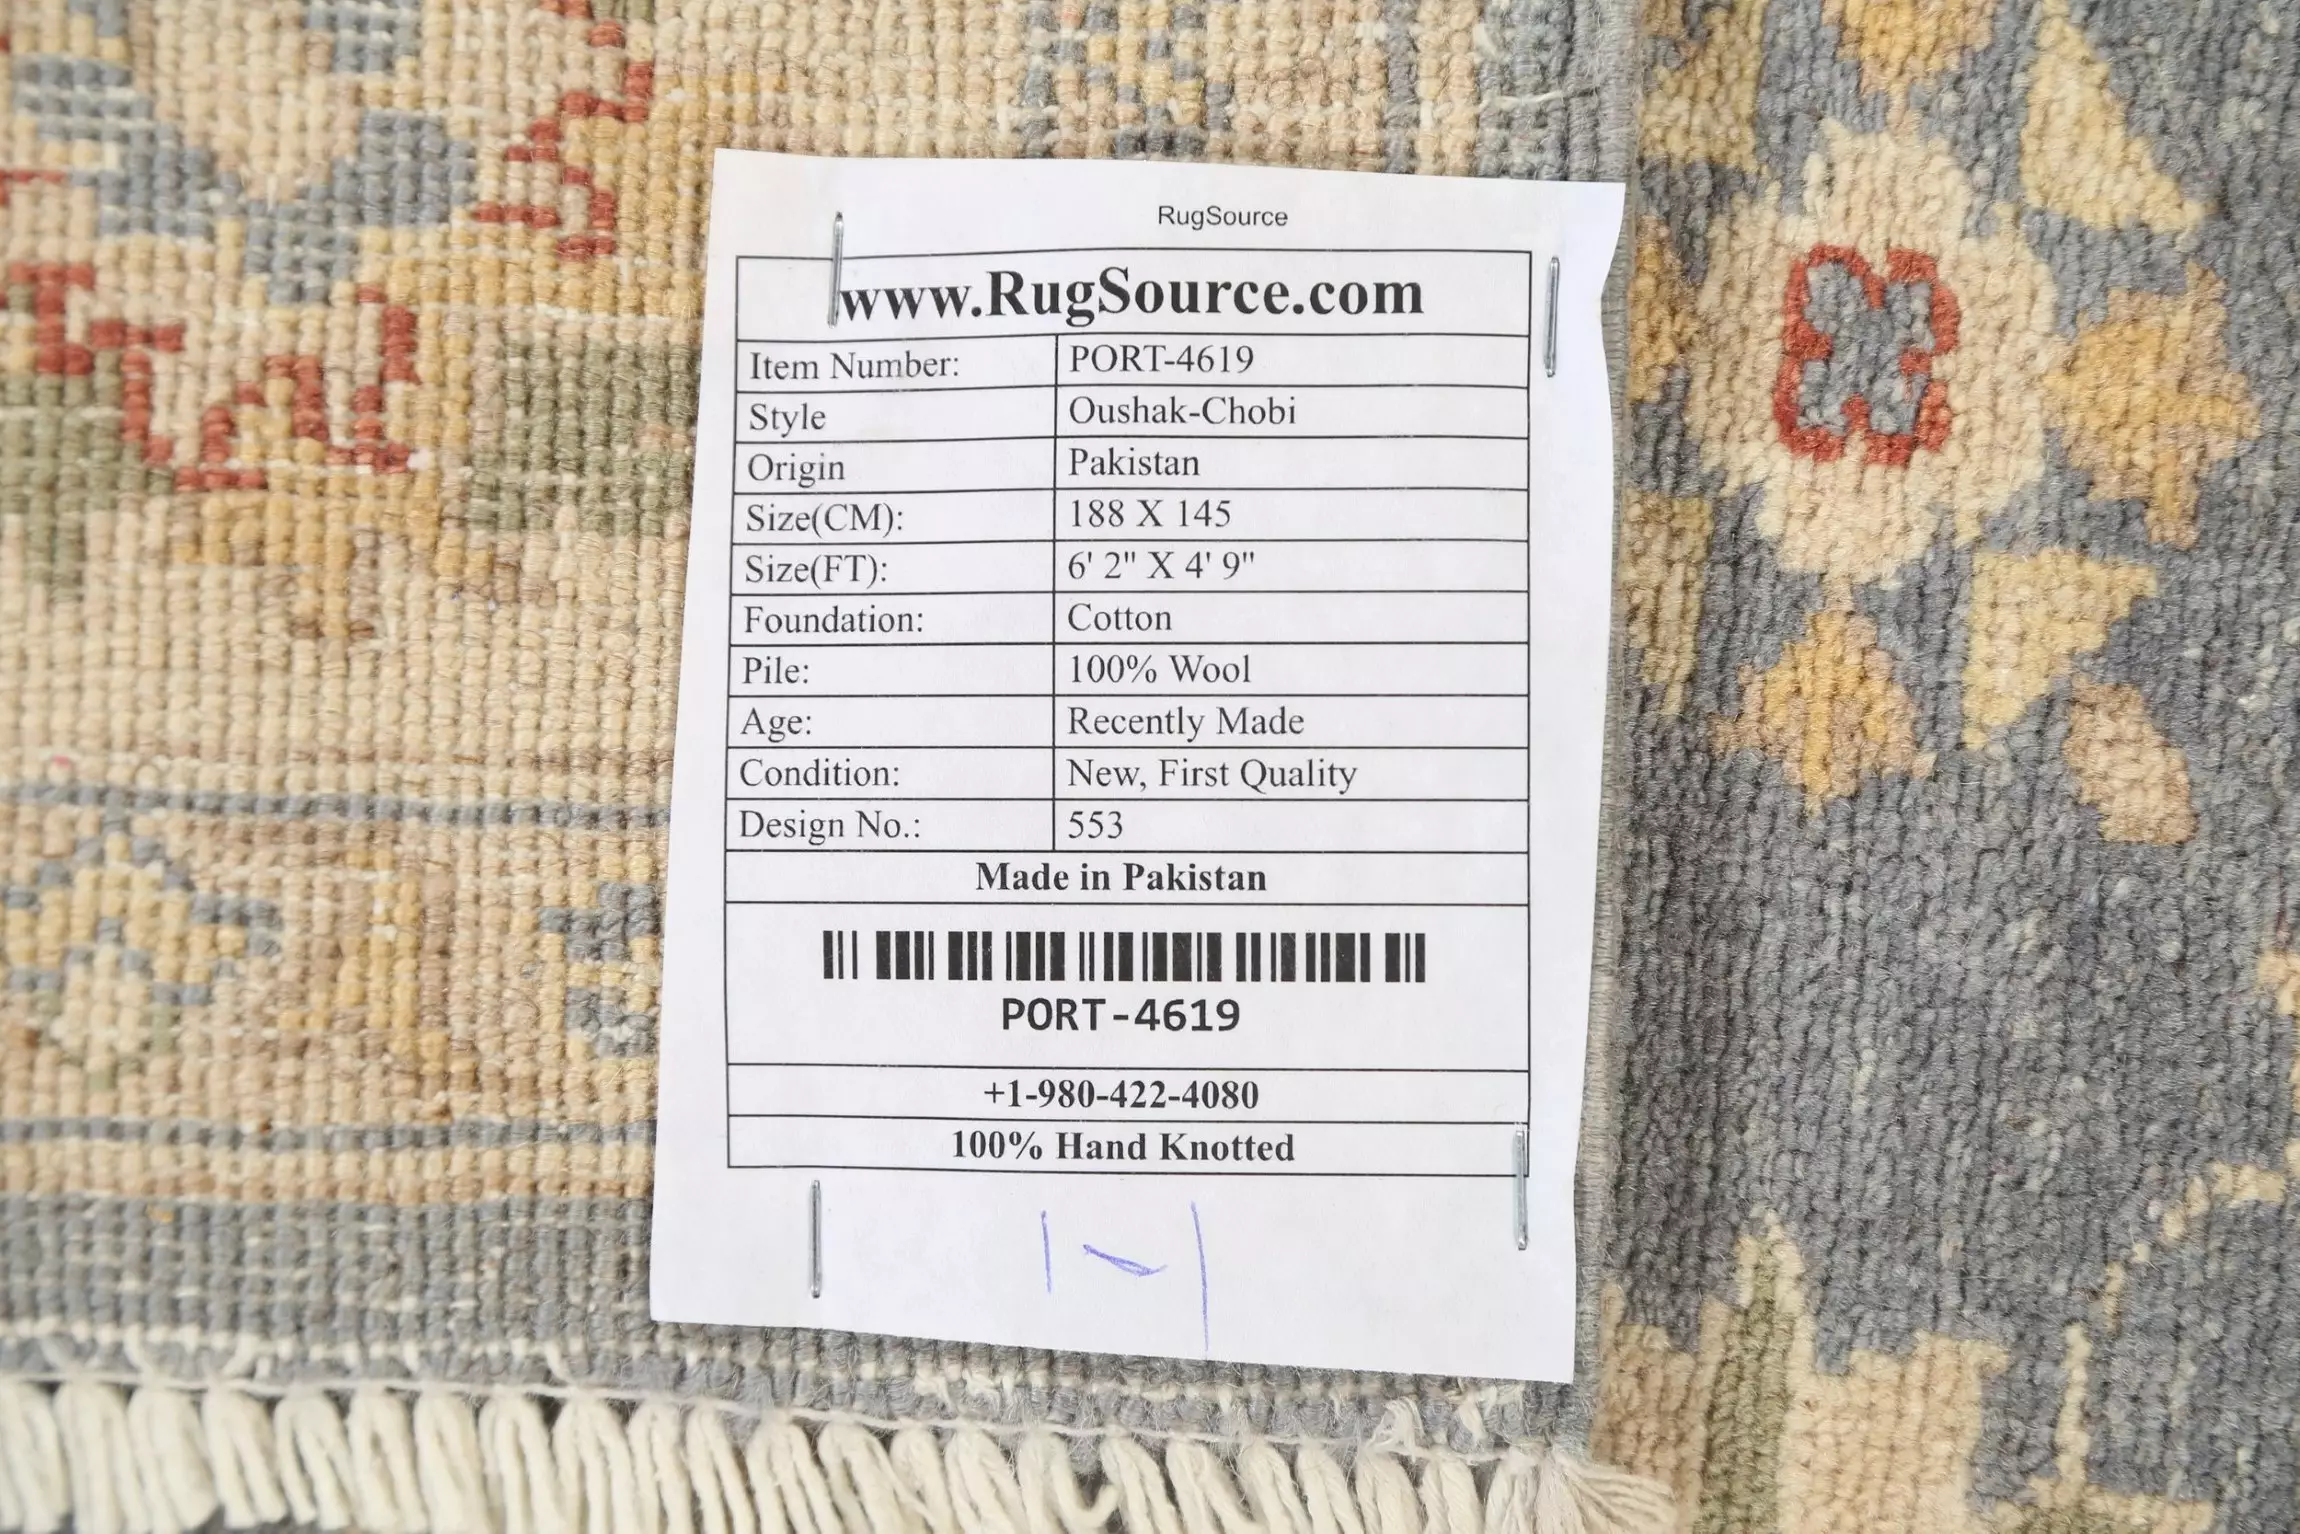 RugSource
www.RugSource.com
Item Number: PORT-4619
Style Oushak-Chobi
Origin Pakistan
Size(CM): 188 X 145
Size(FT): 6' 2" X 4' 9"
Foundation: Cotton
Pile: 100% Wool
Age: Recently Made
Condition: New, First Quality
Design No.: 553
Made in Pakistan
PORT-4619
+1-980-422-4080
100% Hand Knotted
1-1